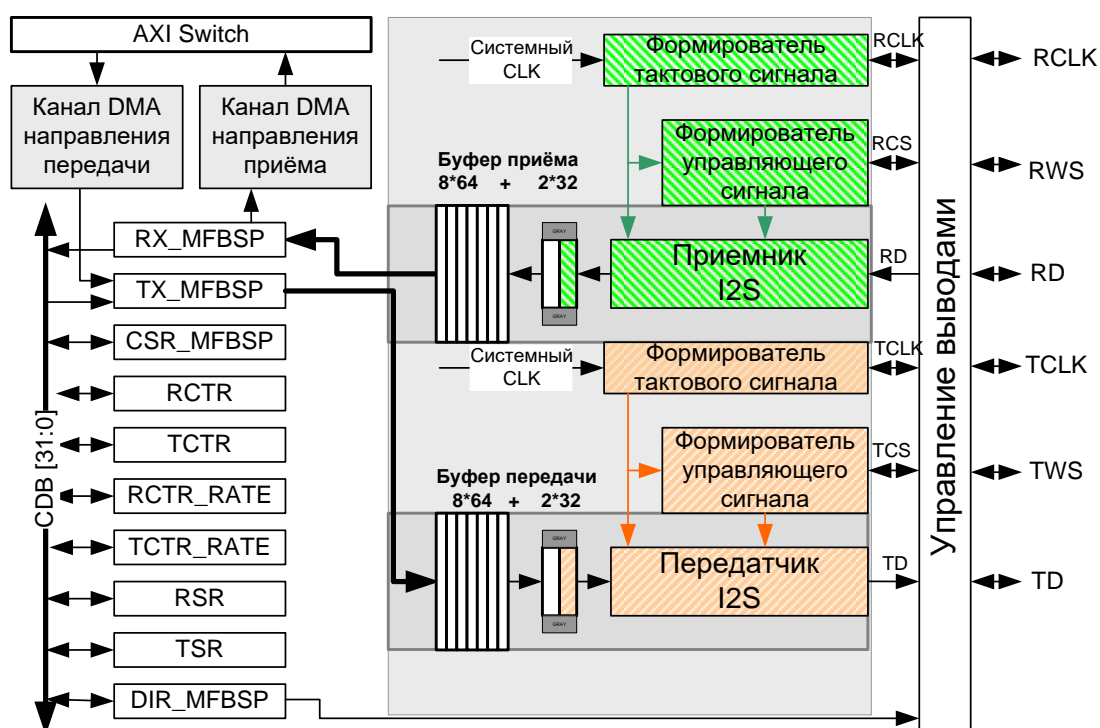 AXI Switch
Канал DMA
направления
передачи
Канал DMA
направления
приёма
RX_MFBSP
TX_MFBSP
CSR_MFBSP
RCTR
TCTR
RCTR_RATE
TCTR_RATE
RSR
TSR
DIR_MFBSP
CDB [31:0]
Системный
CLK
Формирователь
тактового сигнала
RCLK
Формирователь
управляющего
сигнала
RCS
Буфер приёма
8*64 + 2*32
GRAY
GRAY
Приемник
I2S
RD
Системный
CLK
Формирователь
тактового сигнала
TCLK
Формирователь
управляющего
сигнала
TCS
Буфер передачи
8*64 + 2*32
GRAY
GRAY
Передатчик
I2S
TD
Управление выводами
RCLK
RWS
RD
TCLK
TWS
TD